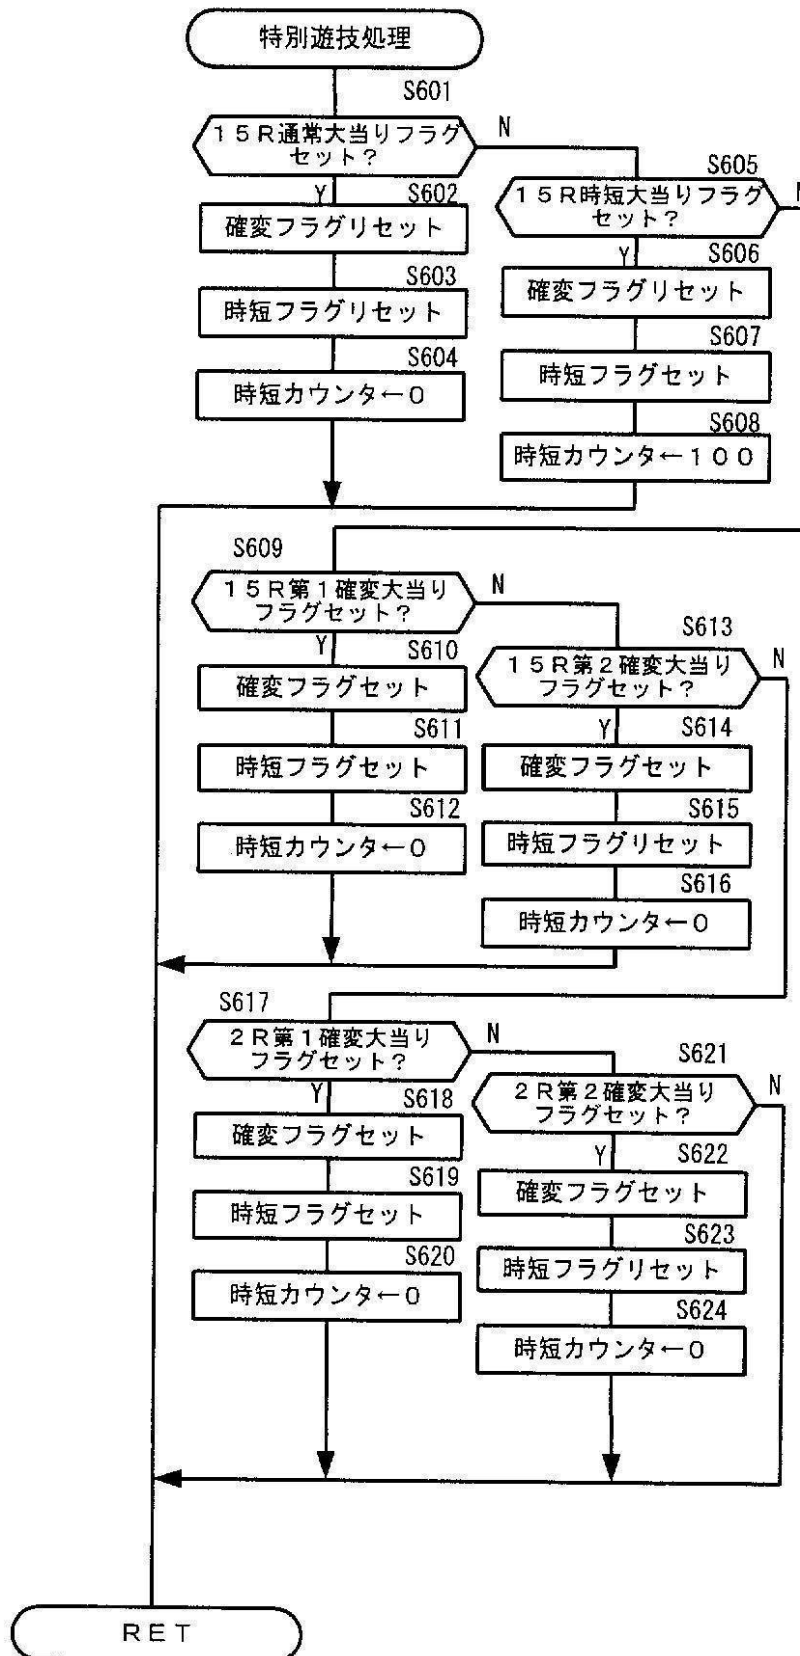 特別遊技処理
S601
１５Ｒ通常大当りフラグ
セット？
N
Y
S602
確変フラグリセット
S603
時短フラグリセット
S604
時短カウンタ←０
S605
１５Ｒ時短大当りフラグ
セット？
Y
S606
確変フラグリセット
S607
時短フラグセット
S608
時短カウンタ←１００
S609
１５Ｒ第１確変大当り
フラグセット？
N
Y
S610
確変フラグセット
S611
時短フラグセット
S612
時短カウンタ←０
S613
１５Ｒ第２確変大当り
フラグセット？
N
Y
S614
確変フラグセット
S615
時短フラグリセット
S616
時短カウンタ←０
S617
２Ｒ第１確変大当り
フラグセット？
N
Y
S618
確変フラグセット
S619
時短フラグセット
S620
時短カウンタ←０
S621
２Ｒ第２確変大当り
フラグセット？
N
Y
S622
確変フラグセット
S623
時短フラグリセット
S624
時短カウンタ←０
ＲＥＴ